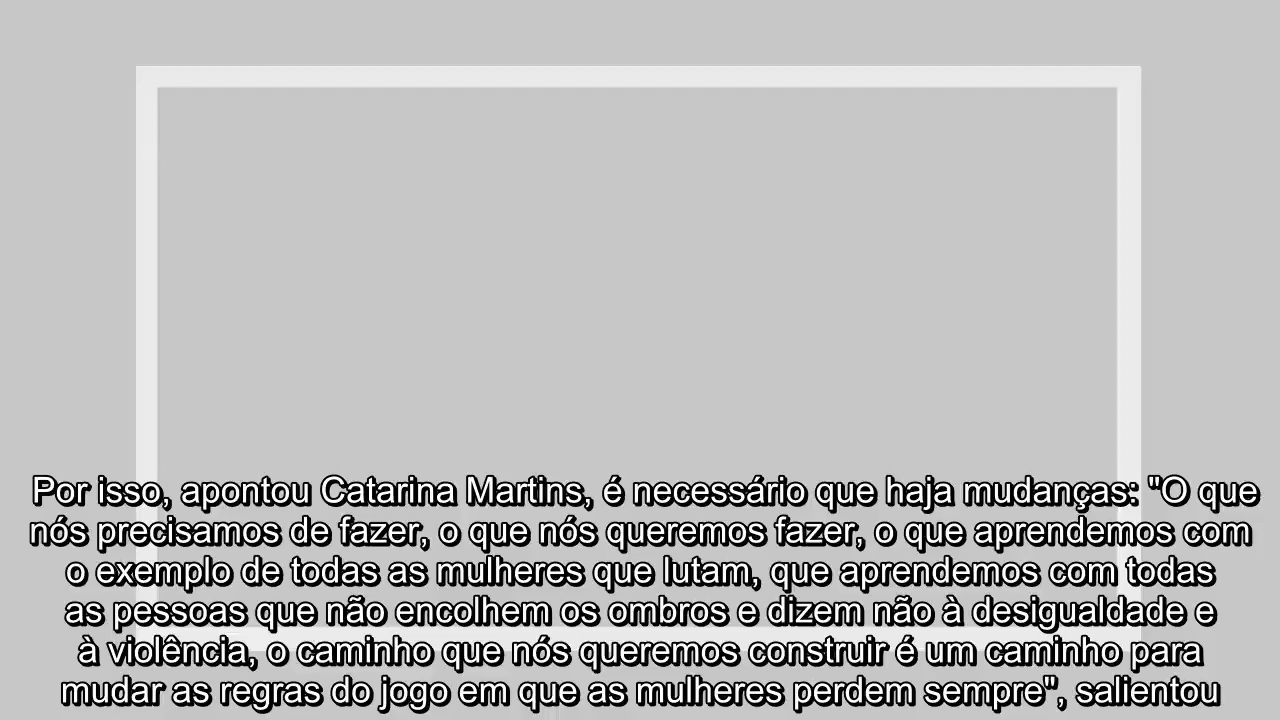 Por isso, apontou Catarina Martins, é necessário que haja mudanças: "O que
nós precisamos de fazer, o que nós queremos fazer, o que aprendemos com
o exemplo de todas as mulheres que lutam, que aprendemos com todas
as pessoas que não encolhem os ombros e dizem não à desigualdade e
à violência, o caminho que nós queremos construir é um caminho para
mudar as regras do jogo em que as mulheres perdem sempre", salientou